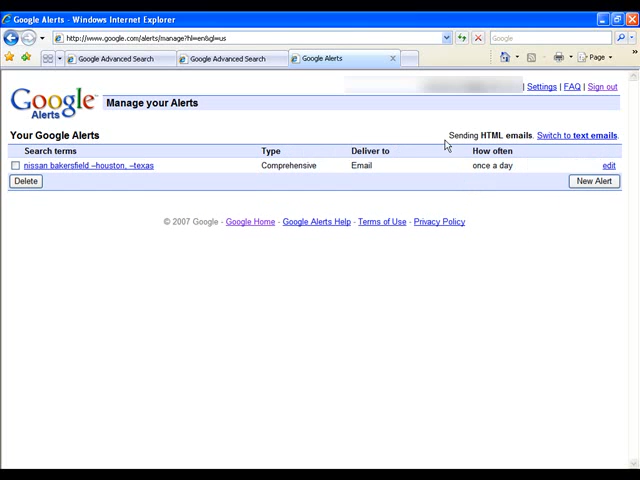 Google Alerts - Windows Internet Explorer
http://www.google.com/alerts/manage?hl=en&gl=us
Google
Page
Google Advanced Search
Google Advanced Search
Google Alerts
| Settings | FAQ | Sign out
Google
Alerts
Manage your Alerts
Your Google Alerts
Sending HTML emails. Switch to text emails.
Search terms Type Deliver to How often
nissan bakersfield –houston, –texas Comprehensive Email once a day edit
Delete New Alert
© 2007 Google - Google Home - Google Alerts Help - Terms of Use - Privacy Policy